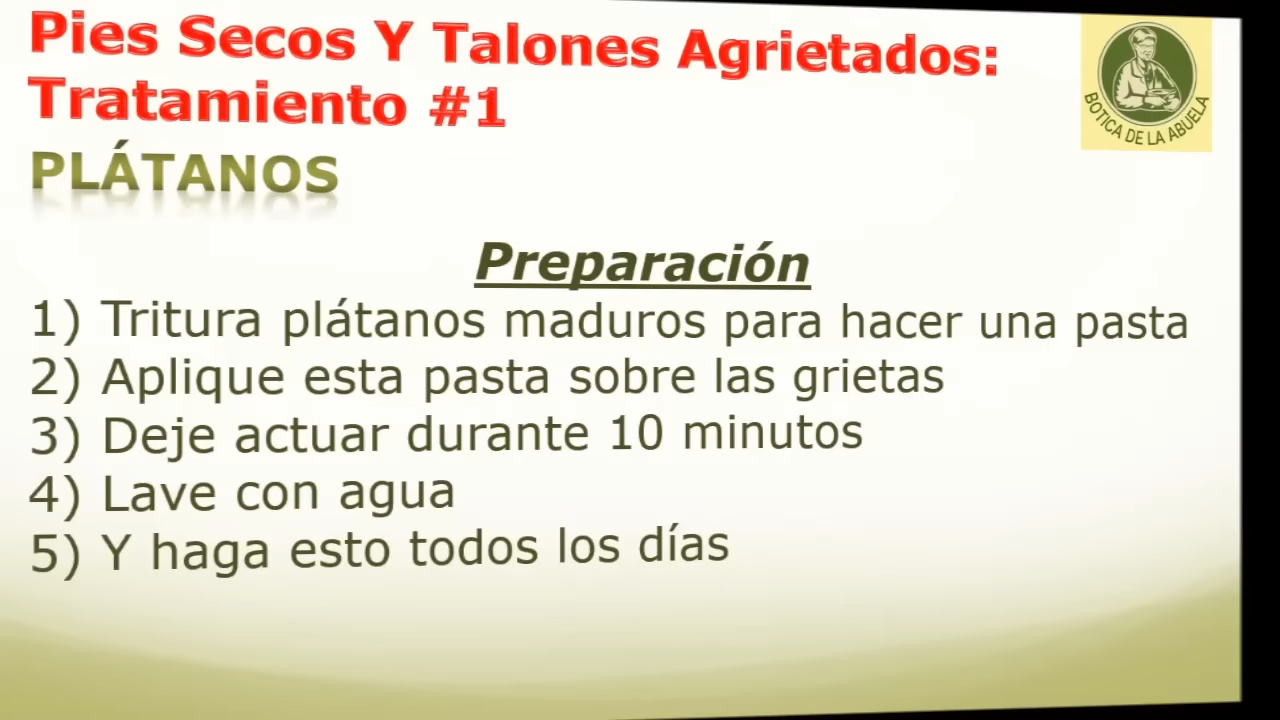 Pies Secos Y Talones Agrietados:
Tratamiento #1
PLÁTANOS
BOTICA DE LA ABUELA
Preparación
1) Tritura plátanos maduros para hacer una pasta
2) Aplique esta pasta sobre las grietas
3) Deje actuar durante 10 minutos
4) Lave con agua
5) Y haga esto todos los días